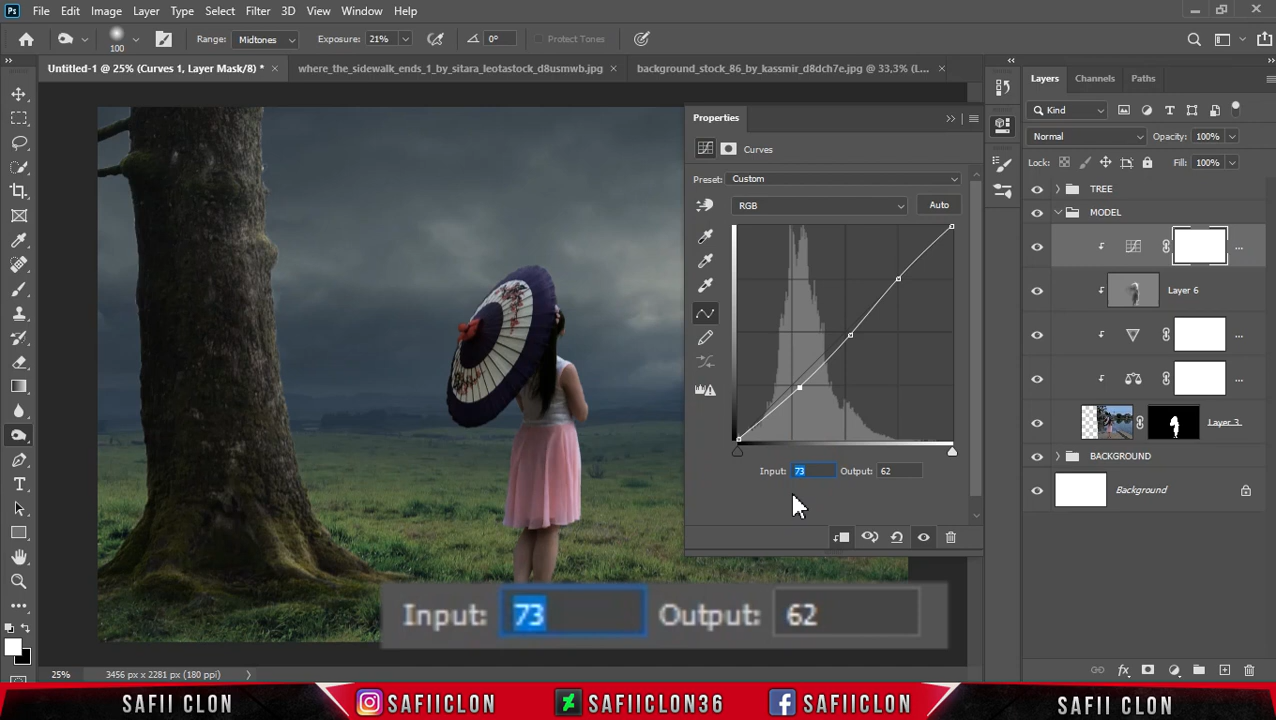 Ps File Edit Image Layer Type Select Filter 3D View Window Help
100 Range: Midtones Exposure: 21% 0° Protect Tones
Untitled-1 @ 25% (Curves 1, Layer Mask/8) * × where_the_sidewalk_ends_1_by_sitara_leotastock_d8usmwb.jpg × background_stock_86_by_kassmir_d8dch7e.jpg @ 33,3% (L... ×
Properties
Curves
Preset: Custom
RGB Auto
Input: 73 Output: 62
Layers Channels Paths
Kind
Normal Opacity: 100%
Lock: Fill: 100%
TREE
MODEL
...
Layer 6
...
...
Layer 3 ...
BACKGROUND
Background
Input: 73 Output: 62
25% 3456 px x 2281 px (180 ppi)
fx
SAFII CLON SAFIICLON SAFIICLON36 SAFIICLON SAFII CLON